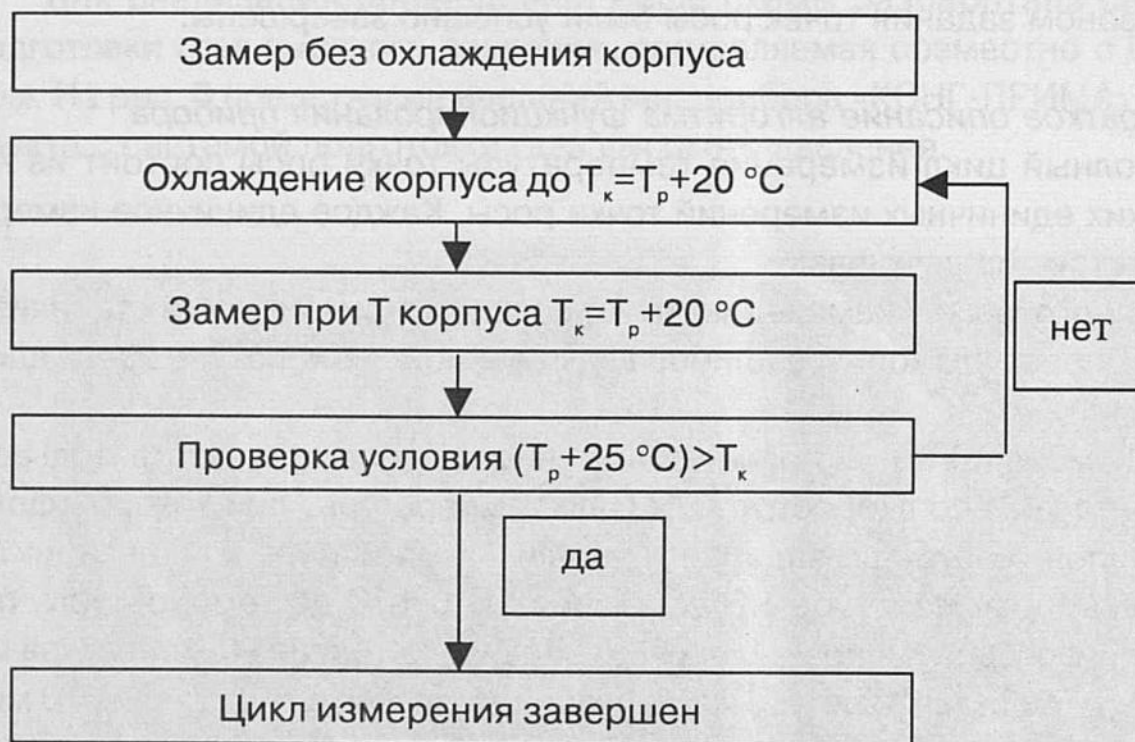 Замер без охлаждения корпуса
Охлаждение корпуса до Tк=Tр+20 °C
Замер при T корпуса Tк=Tр+20 °C
нет
Проверка условия (Tр+25 °C)>Tк
да
Цикл измерения завершен